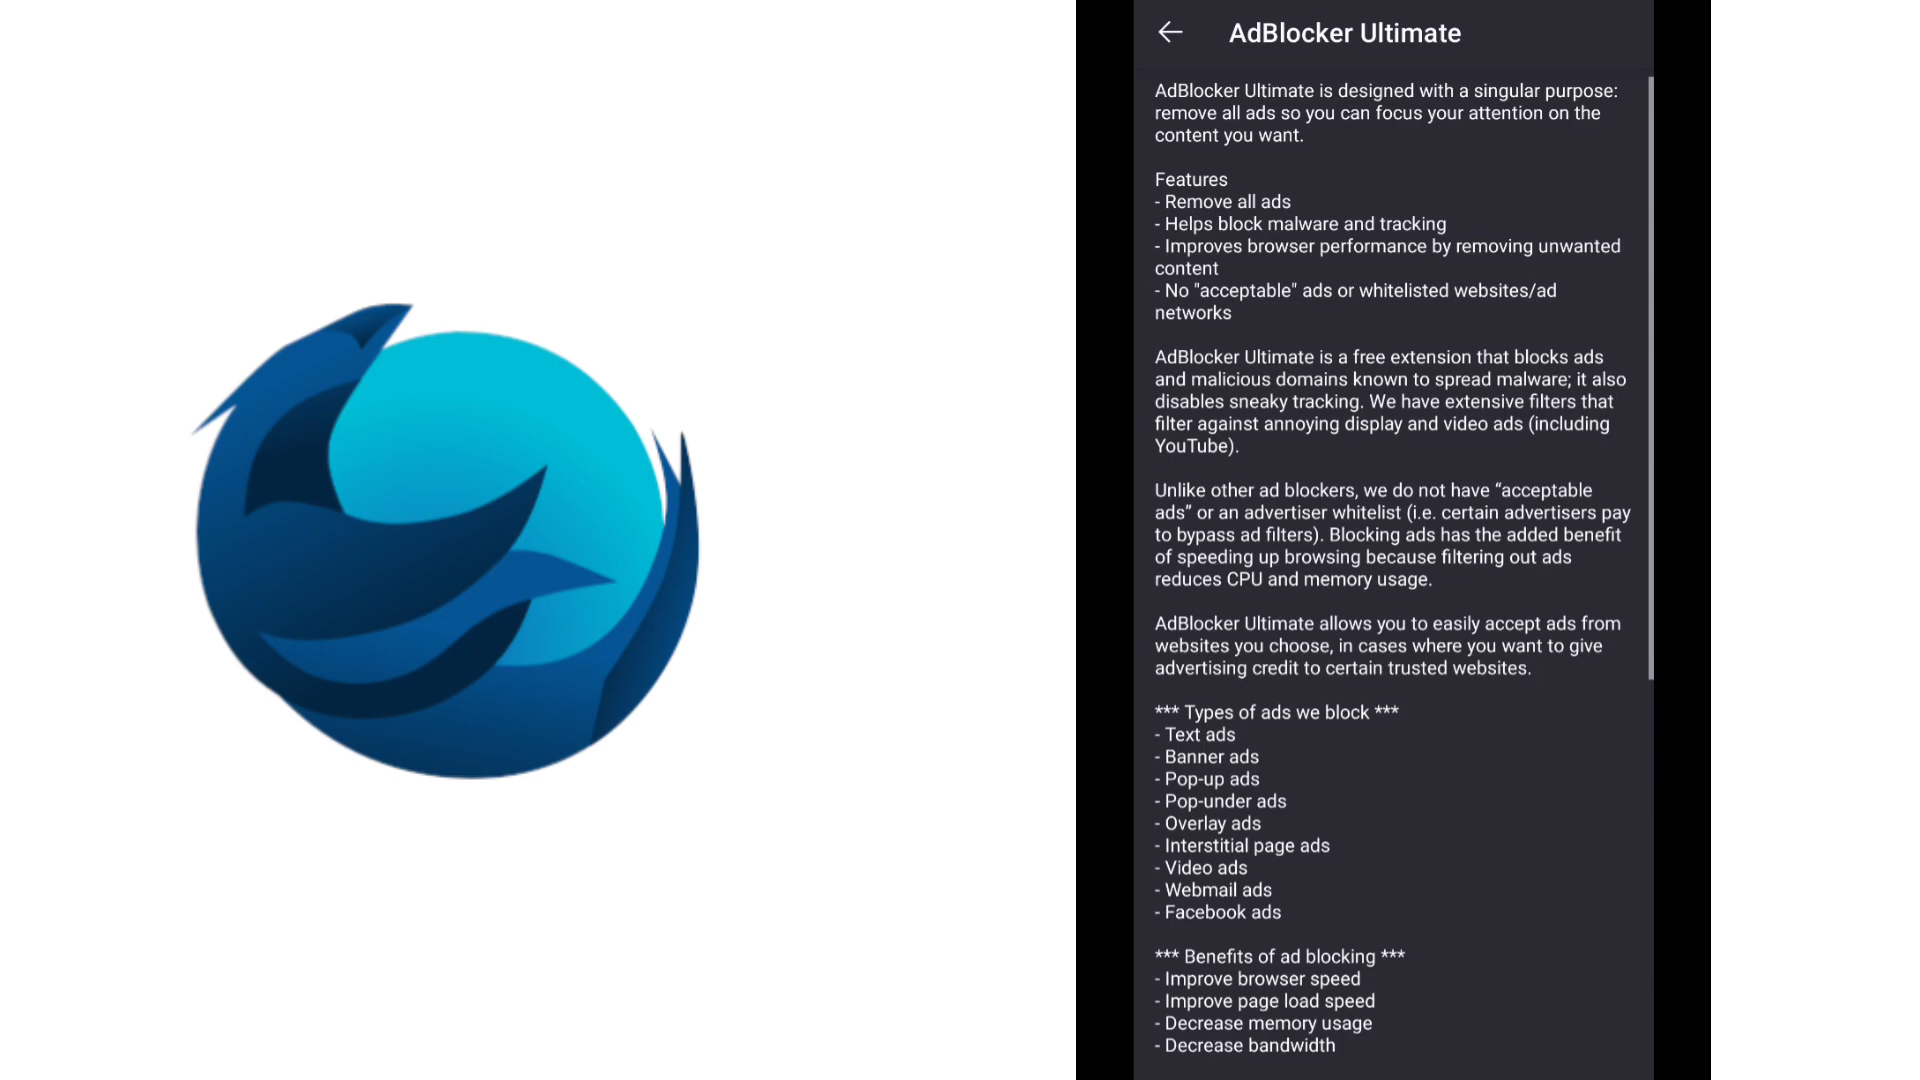 AdBlocker Ultimate
AdBlocker Ultimate is designed with a singular purpose:
remove all ads so you can focus your attention on the
content you want.
Features
- Remove all ads
- Helps block malware and tracking
- Improves browser performance by removing unwanted
content
- No "acceptable" ads or whitelisted websites/ad
networks
AdBlocker Ultimate is a free extension that blocks ads
and malicious domains known to spread malware; it also
disables sneaky tracking. We have extensive filters that
filter against annoying display and video ads (including
YouTube).
Unlike other ad blockers, we do not have “acceptable
ads” or an advertiser whitelist (i.e. certain advertisers pay
to bypass ad filters). Blocking ads has the added benefit
of speeding up browsing because filtering out ads
reduces CPU and memory usage.
AdBlocker Ultimate allows you to easily accept ads from
websites you choose, in cases where you want to give
advertising credit to certain trusted websites.
*** Types of ads we block ***
- Text ads
- Banner ads
- Pop-up ads
- Pop-under ads
- Overlay ads
- Interstitial page ads
- Video ads
- Webmail ads
- Facebook ads
*** Benefits of ad blocking ***
- Improve browser speed
- Improve page load speed
- Decrease memory usage
- Decrease bandwidth